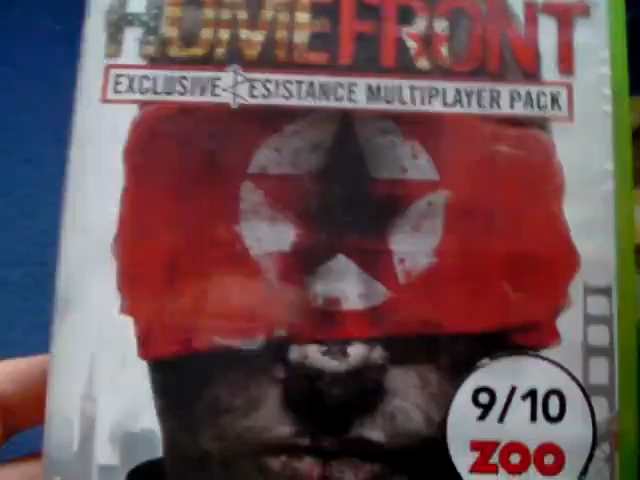 HOMEFRONT
EXCLUSIVE RESISTANCE MULTIPLAYER PACK
9/10
ZOO